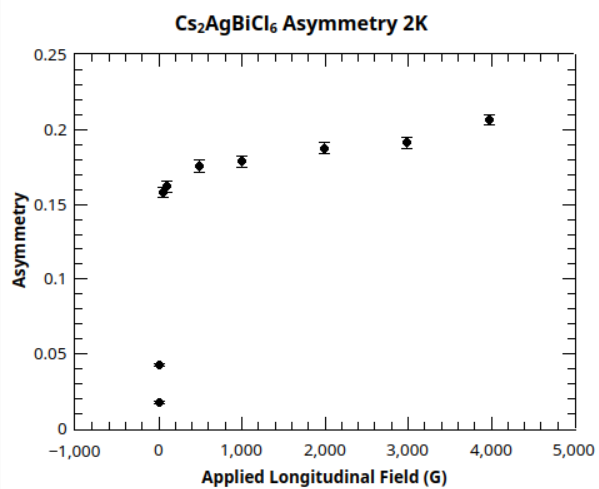 Cs₂AgBiCl₆ Asymmetry 2K
0.25
0.2
0.15
0.1
0.05
0
Asymmetry
−1,000 0 1,000 2,000 3,000 4,000 5,000
Applied Longitudinal Field (G)